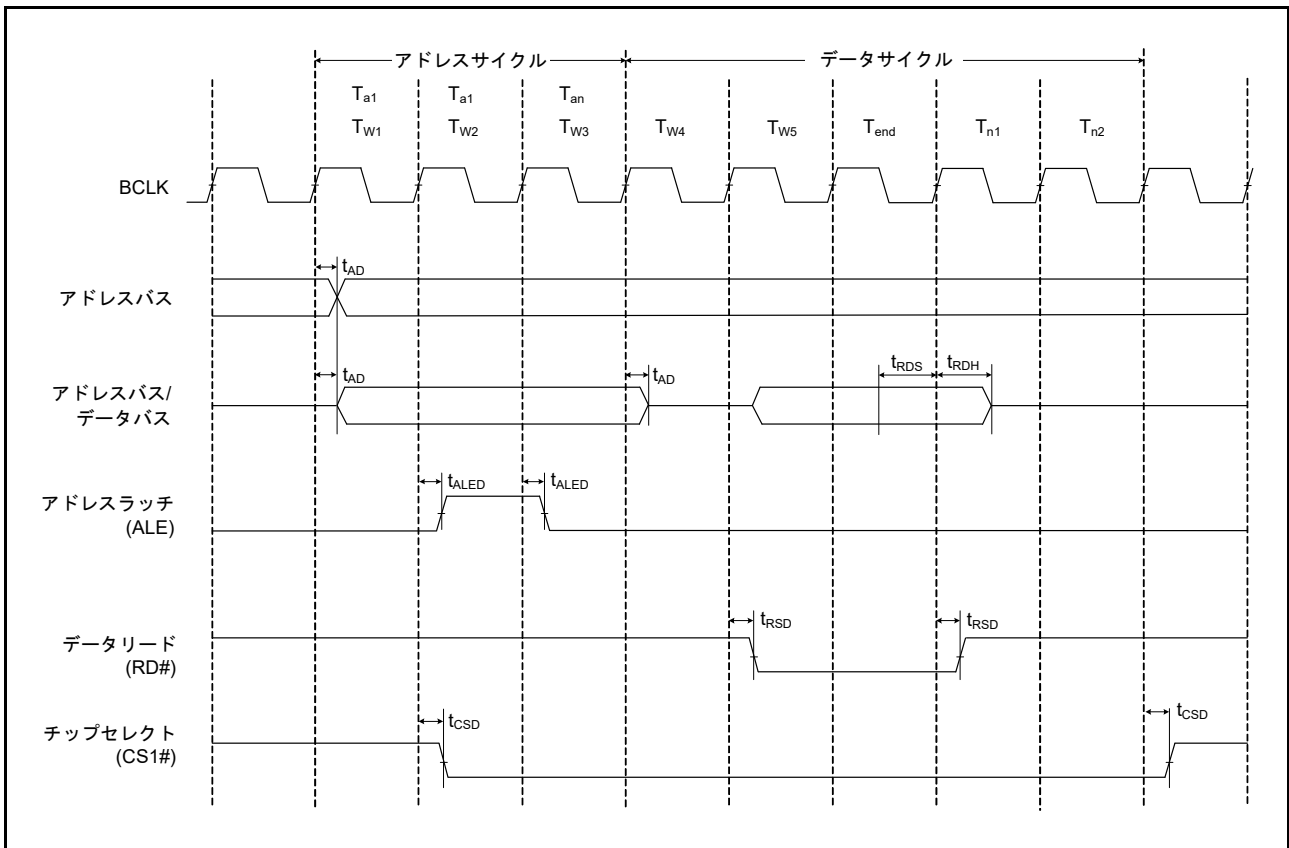 アドレスサイクル データサイクル
Ta1 Ta1 Tan
TW1 TW2 TW3 TW4 TW5 Tend Tn1 Tn2
BCLK
tAD
アドレスバス
tAD tAD tRDS tRDH
アドレスバス/
データバス
tALED tALED
アドレスラッチ
(ALE)
tRSD tRSD
データリード
(RD#)
tCSD tCSD
チップセレクト
(CS1#)